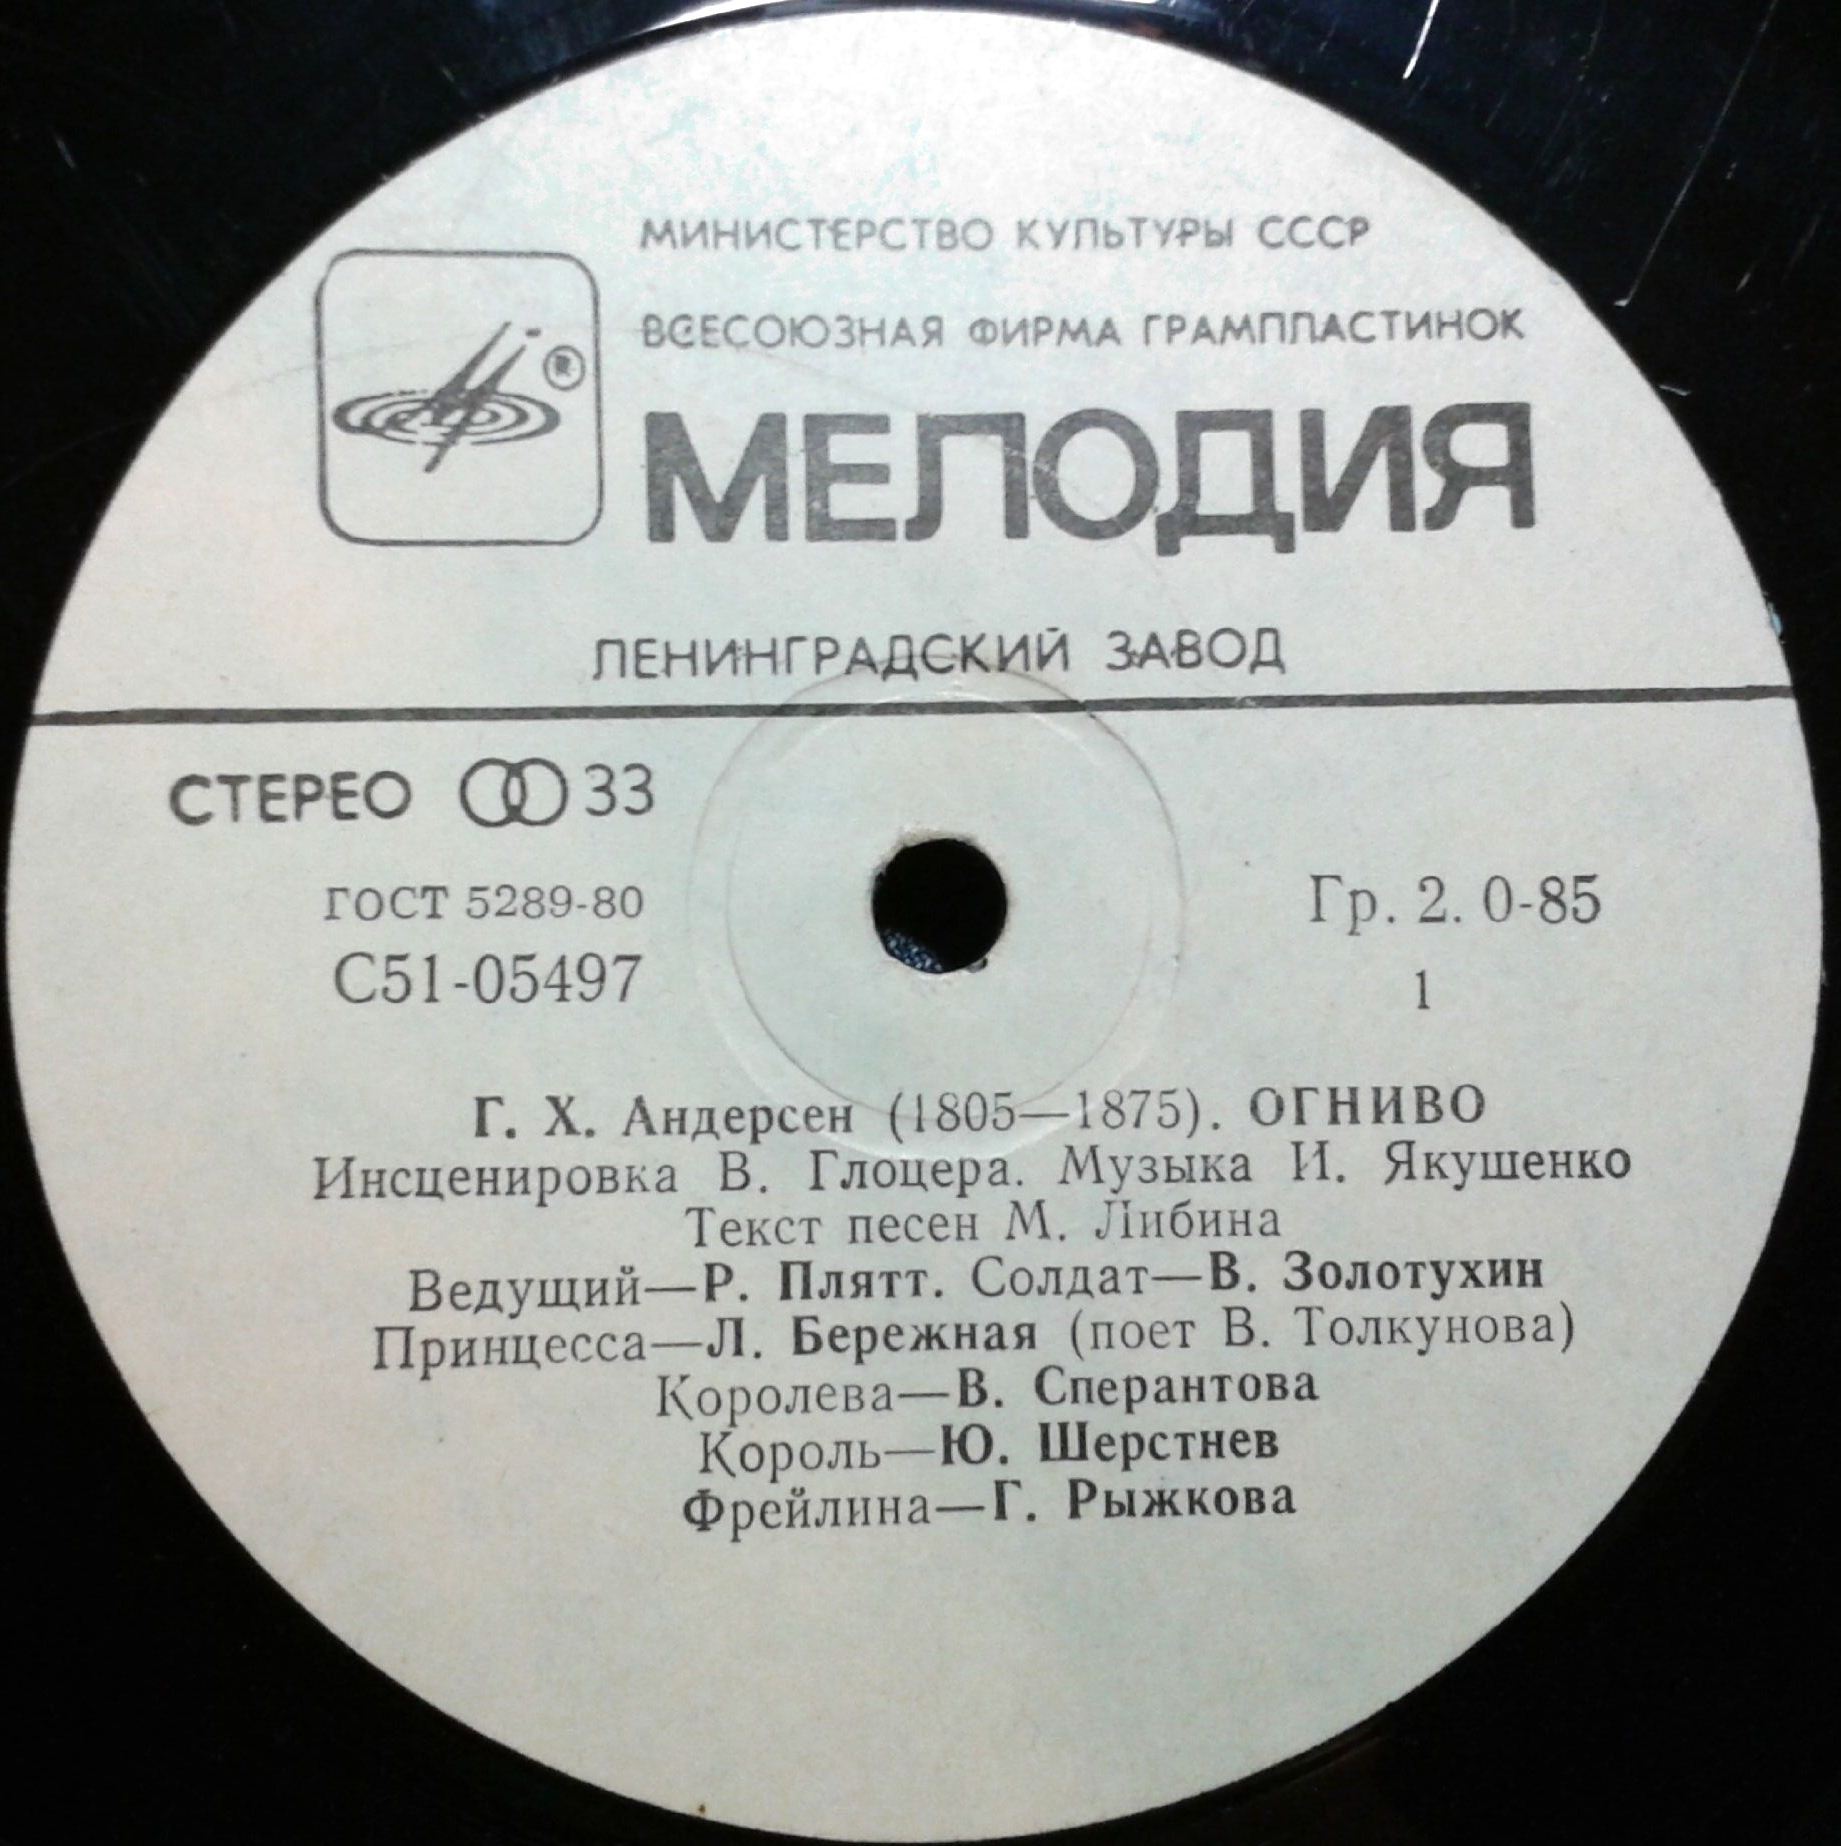 МИНИСТЕРСТВО КУЛЬТУРЫ СССР
ВСЕСОЮЗНАЯ ФИРМА ГРАМПЛАСТИНОК
®
МЕЛОДИЯ
ЛЕНИНГРАДСКИЙ ЗАВОД
СТЕРЕО 33
ГОСТ 5289-80
Гр. 2. 0-85
С51-05497
1
Г. Х. Андерсен (1805—1875). ОГНИВО
Инсценировка В. Глоцера. Музыка И. Якушенко
Текст песен М. Либина
Ведущий—Р. Плятт. Солдат—В. Золотухин
Принцесса—Л. Бережная (поет В. Толкунова)
Королева—В. Сперантова
Король—Ю. Шерстнев
Фрейлина—Г. Рыжкова